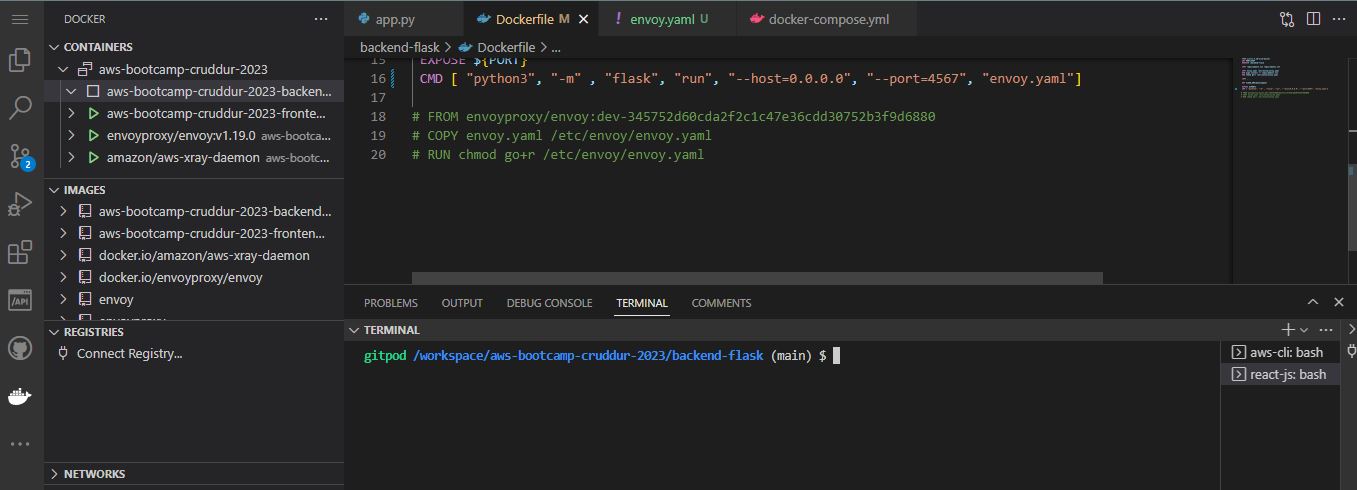 DOCKER
CONTAINERS
aws-bootcamp-cruddur-2023
aws-bootcamp-cruddur-2023-backen...
aws-bootcamp-cruddur-2023-fronte...
envoyproxy/envoy:v1.19.0 aws-bootca...
amazon/aws-xray-daemon aws-bootc...
IMAGES
aws-bootcamp-cruddur-2023-backend...
aws-bootcamp-cruddur-2023-fronten...
docker.io/amazon/aws-xray-daemon
docker.io/envoyproxy/envoy
envoy
envoyproxy
REGISTRIES
Connect Registry...
NETWORKS
2
/API
app.py
Dockerfile M
! envoy.yaml U
docker-compose.yml
backend-flask > Dockerfile > ...
15 EXPOSE ${PORT}
16 CMD [ "python3", "-m" , "flask", "run", "--host=0.0.0.0", "--port=4567", "envoy.yaml"]
17
18 # FROM envoyproxy/envoy:dev-345752d60cda2f2c1c47e36cdd30752b3f9d6880
19 # COPY envoy.yaml /etc/envoy/envoy.yaml
20 # RUN chmod go+r /etc/envoy/envoy.yaml
PROBLEMS OUTPUT DEBUG CONSOLE TERMINAL COMMENTS
TERMINAL
gitpod /workspace/aws-bootcamp-cruddur-2023/backend-flask (main) $
aws-cli: bash
react-js: bash